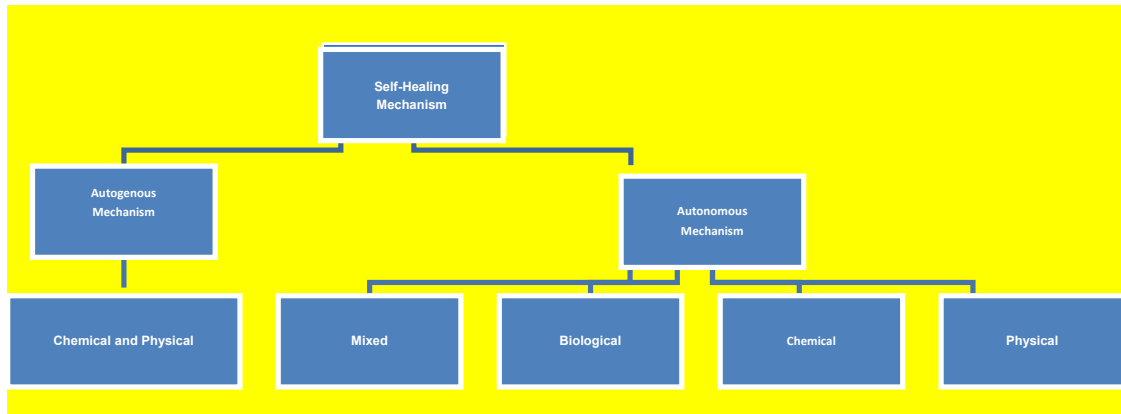 Self-Healing
Mechanism
Autogenous
Mechanism
Autonomous
Mechanism
Chemical and Physical
Mixed
Biological
Chemical
Physical